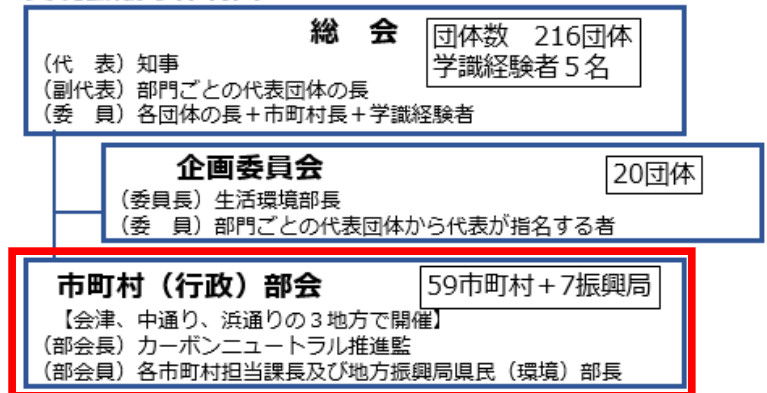 総　会
団体数　216団体
学識経験者５名
（代　表）知事
（副代表）部門ごとの代表団体の長
（委　員）各団体の長＋市町村長＋学識経験者
企画委員会
20団体
（委員長）生活環境部長
（委　員）部門ごとの代表団体から代表が指名する者
市町村（行政）部会
59市町村＋7振興局
【会津、中通り、浜通りの３地方で開催】
（部会長）カーボンニュートラル推進監
（部会員）各市町村担当課長及び地方振興局県民（環境）部長